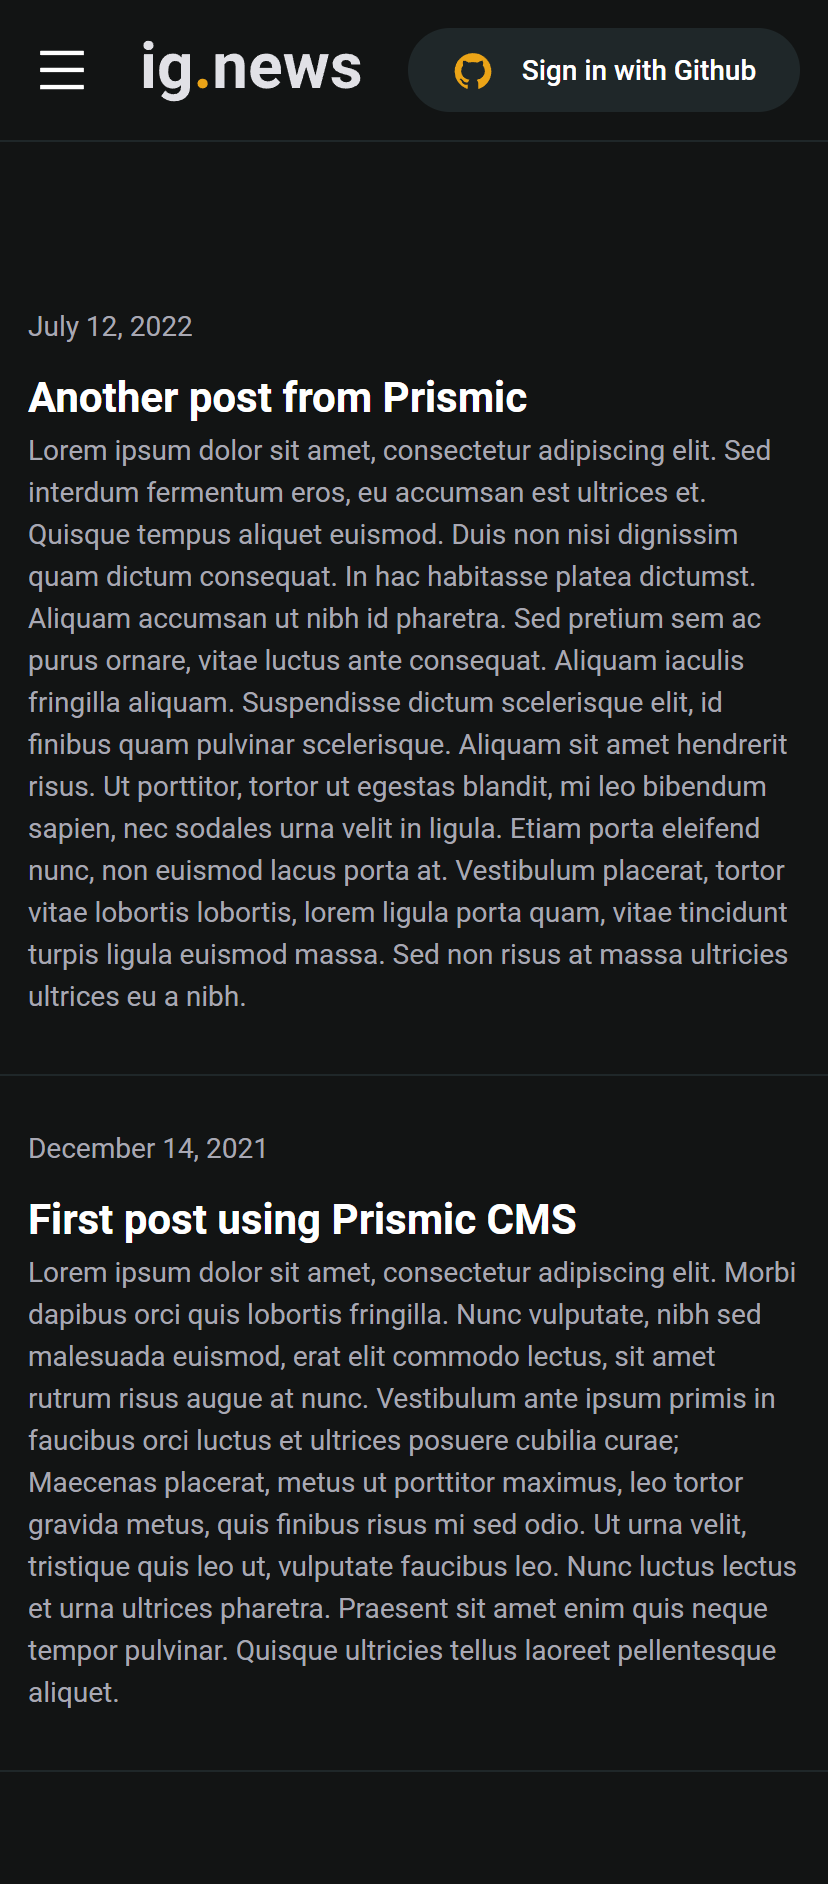 ig.news
Sign in with Github
July 12, 2022
Another post from Prismic
Lorem ipsum dolor sit amet, consectetur adipiscing elit. Sed
interdum fermentum eros, eu accumsan est ultrices et.
Quisque tempus aliquet euismod. Duis non nisi dignissim
quam dictum consequat. In hac habitasse platea dictumst.
Aliquam accumsan ut nibh id pharetra. Sed pretium sem ac
purus ornare, vitae luctus ante consequat. Aliquam iaculis
fringilla aliquam. Suspendisse dictum scelerisque elit, id
finibus quam pulvinar scelerisque. Aliquam sit amet hendrerit
risus. Ut porttitor, tortor ut egestas blandit, mi leo bibendum
sapien, nec sodales urna velit in ligula. Etiam porta eleifend
nunc, non euismod lacus porta at. Vestibulum placerat, tortor
vitae lobortis lobortis, lorem ligula porta quam, vitae tincidunt
turpis ligula euismod massa. Sed non risus at massa ultricies
ultrices eu a nibh.
December 14, 2021
First post using Prismic CMS
Lorem ipsum dolor sit amet, consectetur adipiscing elit. Morbi
dapibus orci quis lobortis fringilla. Nunc vulputate, nibh sed
malesuada euismod, erat elit commodo lectus, sit amet
rutrum risus augue at nunc. Vestibulum ante ipsum primis in
faucibus orci luctus et ultrices posuere cubilia curae;
Maecenas placerat, metus ut porttitor maximus, leo tortor
gravida metus, quis finibus risus mi sed odio. Ut urna velit,
tristique quis leo ut, vulputate faucibus leo. Nunc luctus lectus
et urna ultrices pharetra. Praesent sit amet enim quis neque
tempor pulvinar. Quisque ultricies tellus laoreet pellentesque
aliquet.